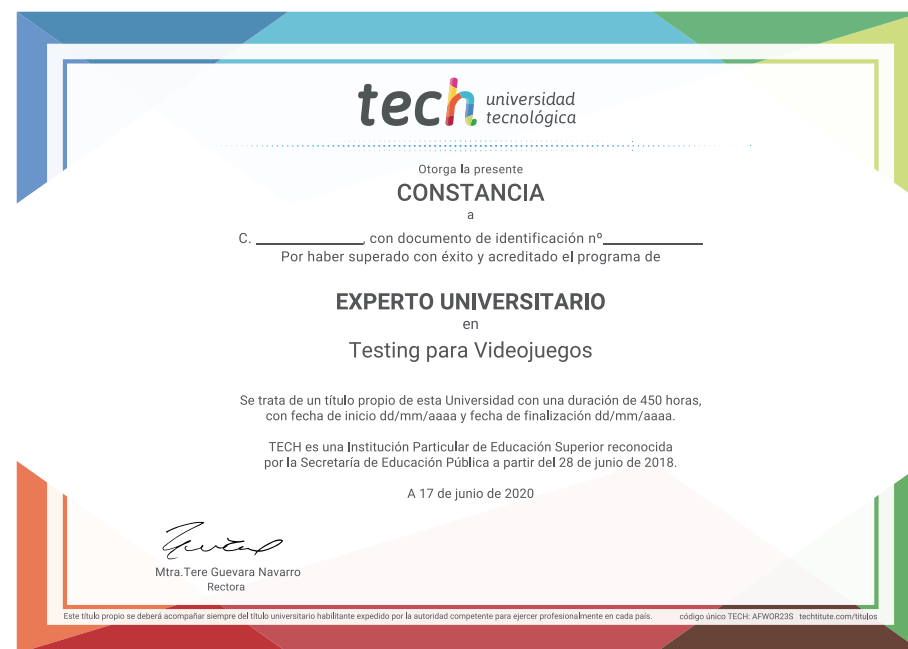 tech universidad
tecnológica
Otorga la presente
CONSTANCIA
a
C. ______________, con documento de identificación nº_____________
Por haber superado con éxito y acreditado el programa de
EXPERTO UNIVERSITARIO
en
Testing para Videojuegos
Se trata de un título propio de esta Universidad con una duración de 450 horas,
con fecha de inicio dd/mm/aaaa y fecha de finalización dd/mm/aaaa.
TECH es una Institución Particular de Educación Superior reconocida
por la Secretaría de Educación Pública a partir del 28 de junio de 2018.
A 17 de junio de 2020
Mtra.Tere Guevara Navarro
Rectora
Este título propio se deberá acompañar siempre del título universitario habilitante expedido por la autoridad competente para ejercer profesionalmente en cada país. código único TECH: AFWOR23S techtitute.com/titulos